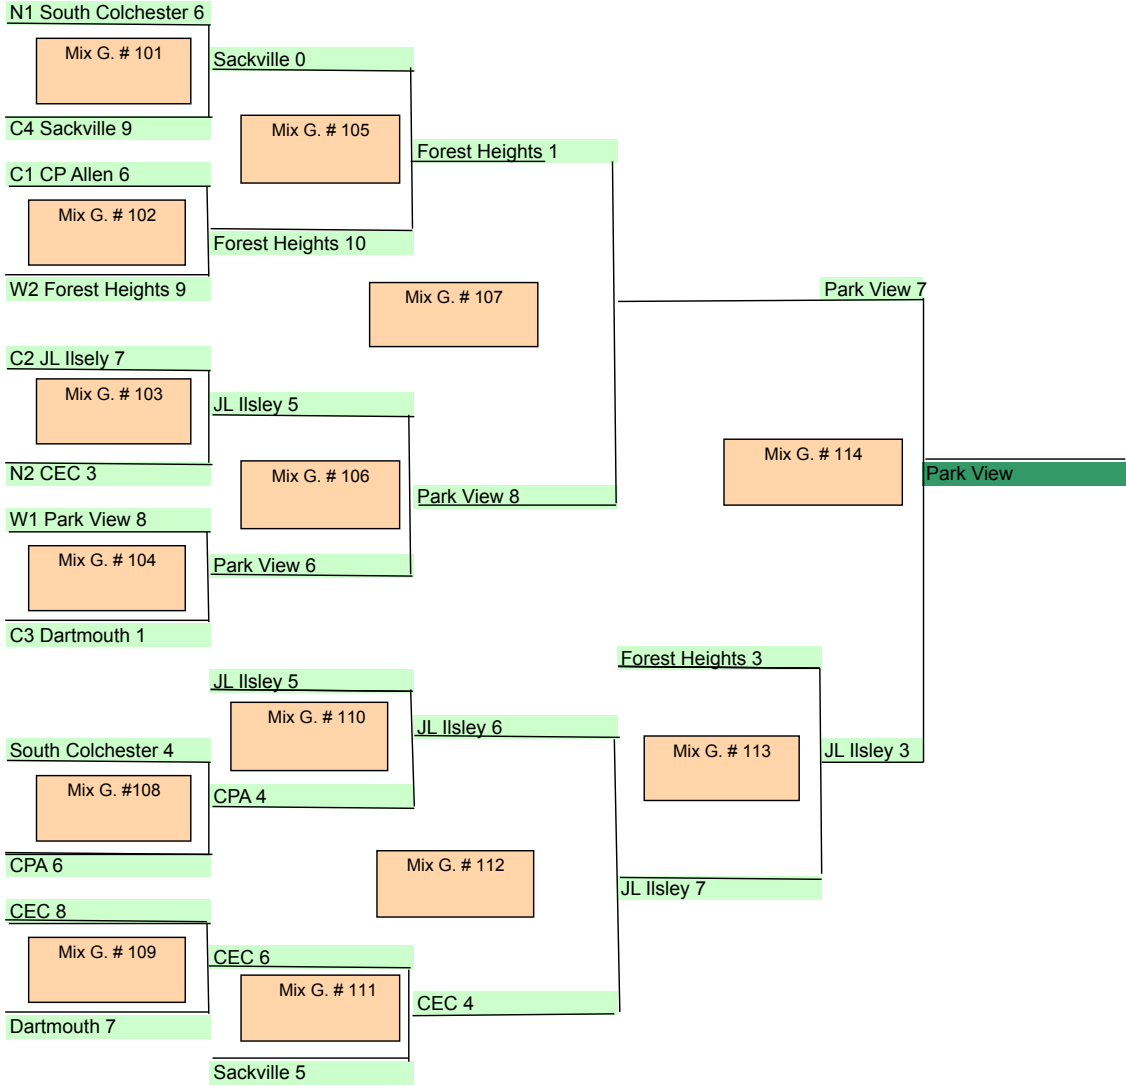 N1 South Colchester 6
Mix G. # 101
Sackville 0
C4 Sackville 9
Mix G. # 105
Forest Heights 1
C1 CP Allen 6
Mix G. # 102
Forest Heights 10
W2 Forest Heights 9
Mix G. # 107
Park View 7
C2 JL Ilsely 7
Mix G. # 103
JL Ilsley 5
N2 CEC 3
Mix G. # 106
Park View 8
Mix G. # 114
Park View
W1 Park View 8
Mix G. # 104
Park View 6
C3 Dartmouth 1
Forest Heights 3
JL Ilsley 5
Mix G. # 110
JL Ilsley 6
South Colchester 4
Mix G. # 113
JL Ilsley 3
Mix G. #108
CPA 4
CPA 6
Mix G. # 112
JL Ilsley 7
CEC 8
Mix G. # 109
CEC 6
Mix G. # 111
CEC 4
Dartmouth 7
Sackville 5